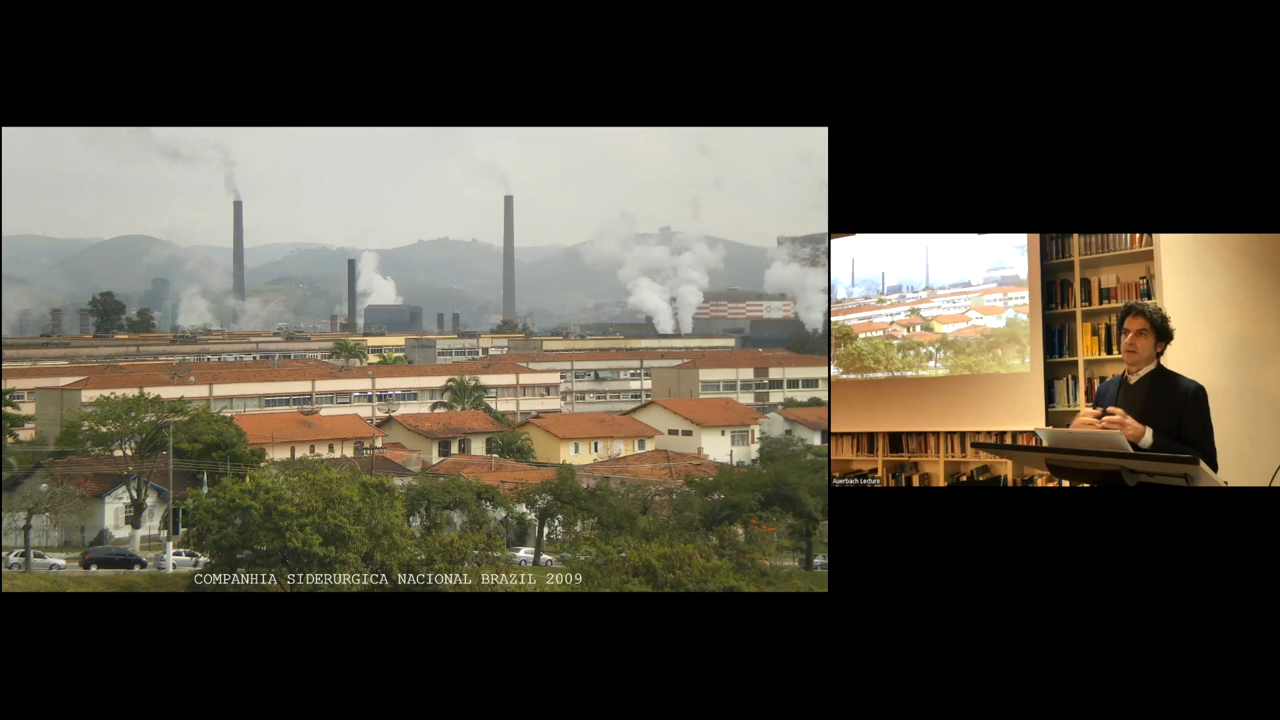 COMPANHIA SIDERURGICA NACIONAL BRAZIL 2009
Auerbach Lecture